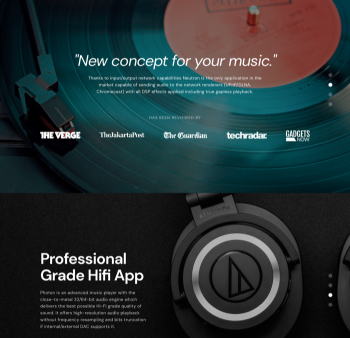 "New concept for your music."
Thanks to input/output network capabilities Neutron is the only application in the
market capable of sending audio to the network renderers (UPnP/DLNA,
Chromecast) with all DSP effects applied including true gapless playback.
HAS BEEN REVIEWED BY
THE VERGE TheJakartaPost The Guardian techradar. GADGETS
NOW
Professional
Grade Hifi App
Photon is an advanced music player with the
close-to-metal 32/64-bit audio engine which
delivers the best possible Hi-Fi grade quality of
sound. It offers high-resolution audio playback
without frequency resampling and bits truncation
if internal/external DAC supports it.